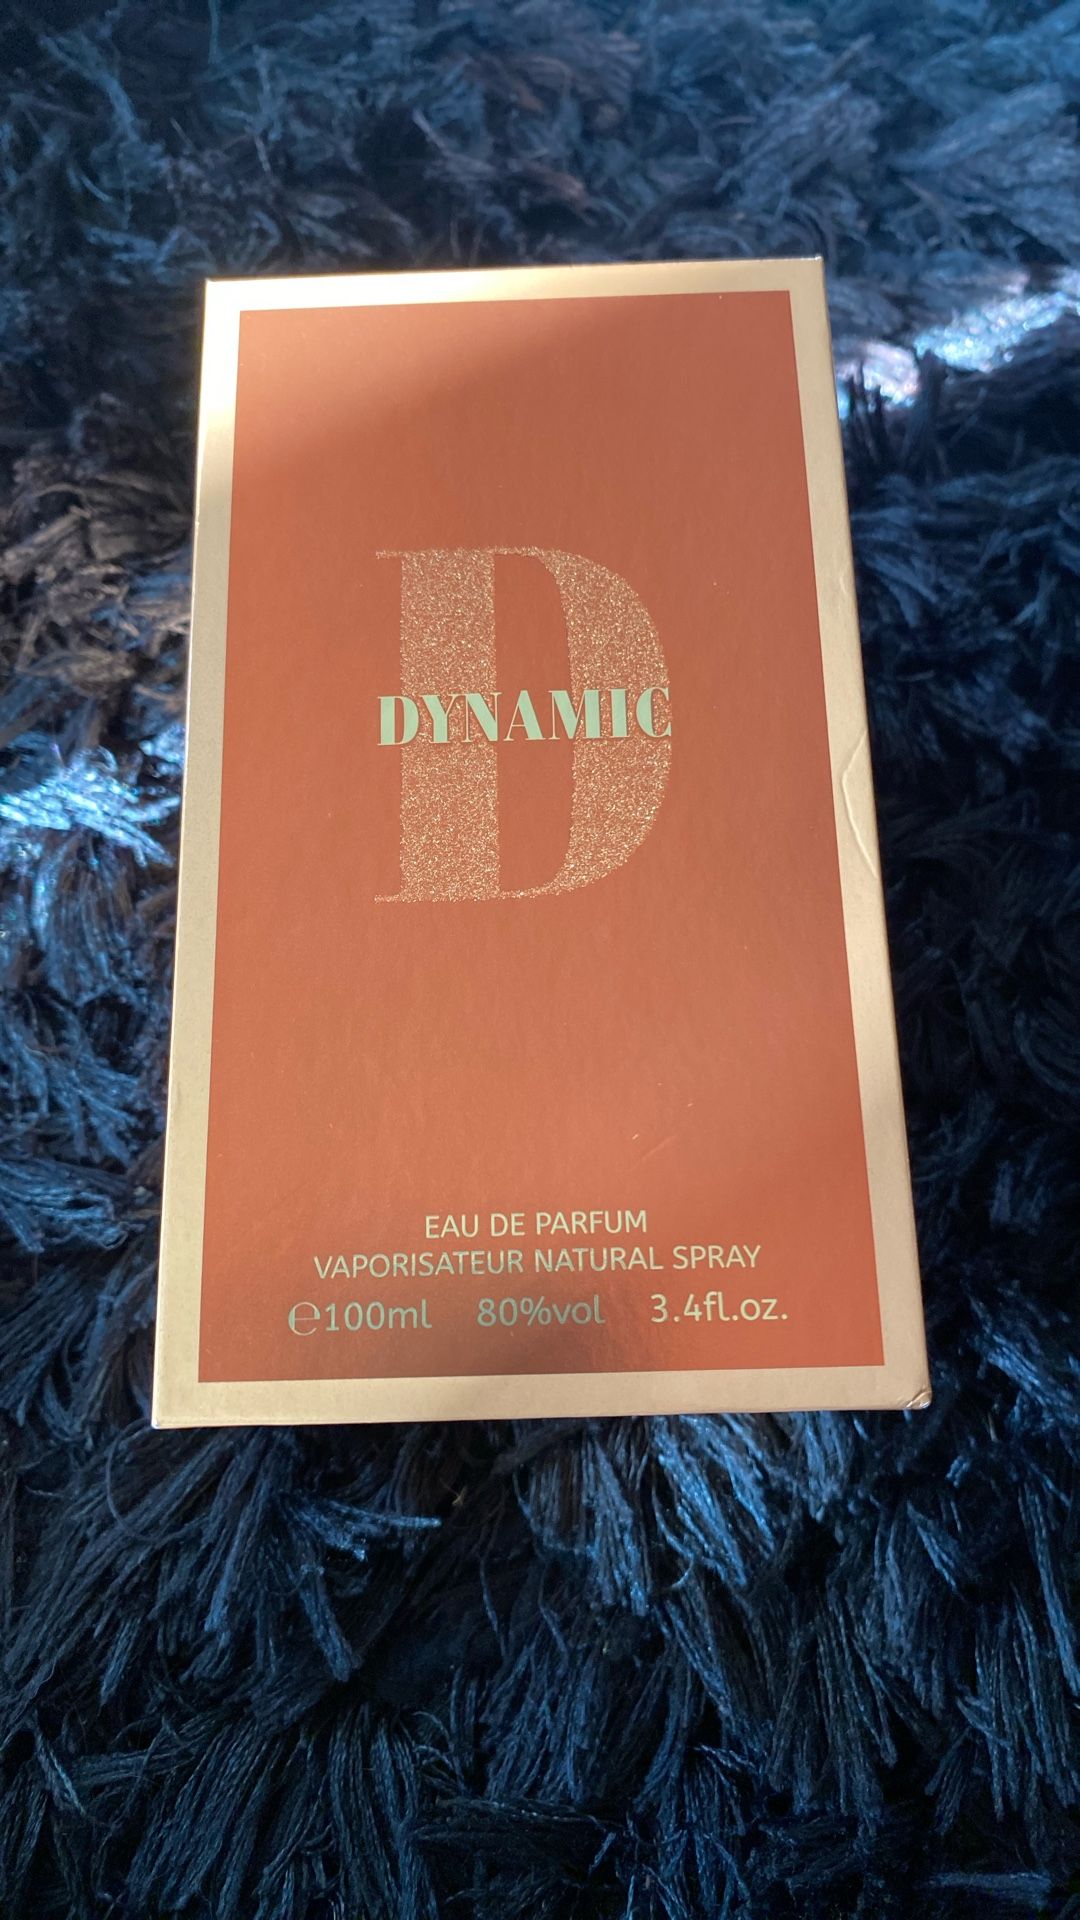 D
DYNAMIC
EAU DE PARFUM
VAPORISATEUR NATURAL SPRAY
℮100ml 80%vol 3.4fl.oz.